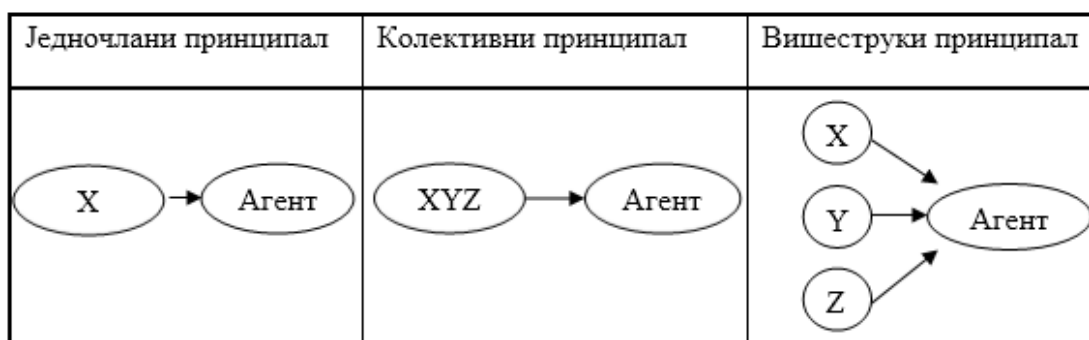 Једночлани принципал
Колективни принципал
Вишеструки принципал
X
Агент
XYZ
Агент
X
Y
Z
Агент